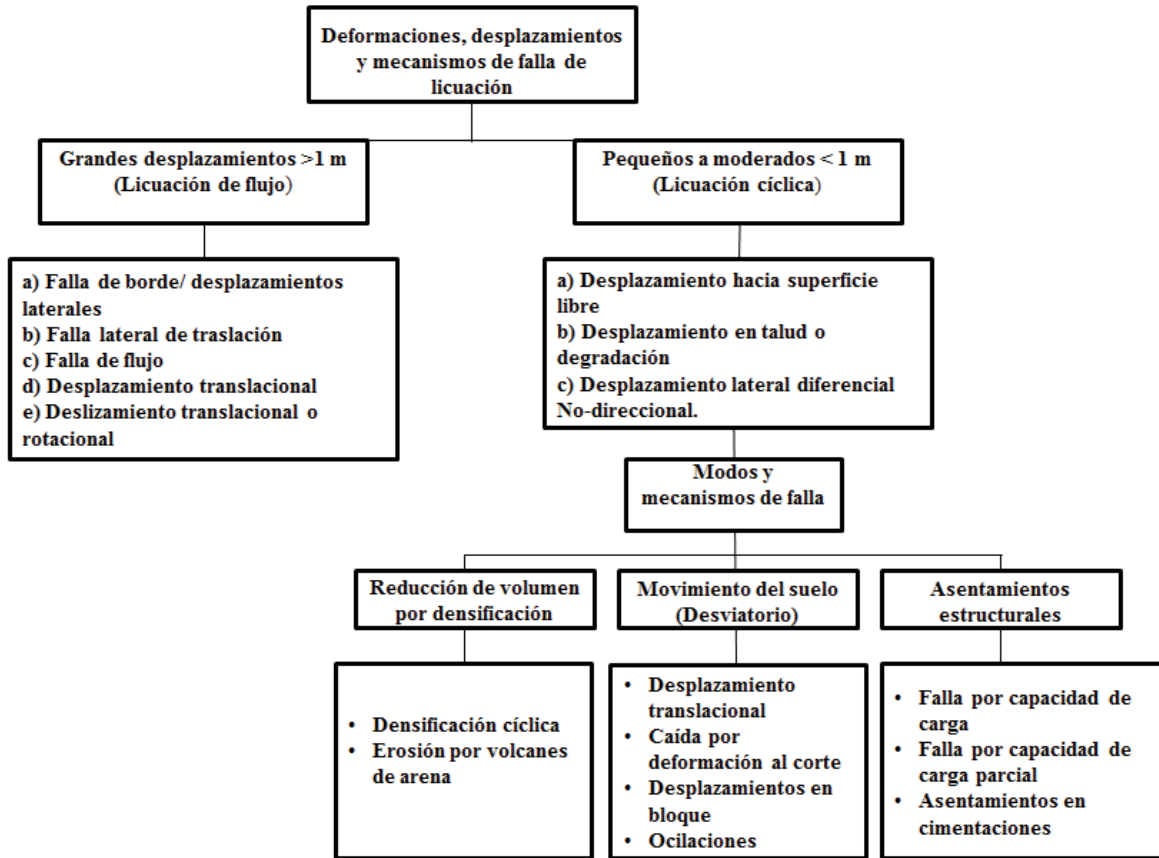 Deformaciones, desplazamientos
y mecanismos de falla de
licuación
Grandes desplazamientos >1 m
(Licuación de flujo)
Pequeños a moderados < 1 m
(Licuación cíclica)
a) Falla de borde/ desplazamientos
laterales
b) Falla lateral de traslación
c) Falla de flujo
d) Desplazamiento translacional
e) Deslizamiento translacional o
rotacional
a) Desplazamiento hacia superficie
libre
b) Desplazamiento en talud o
degradación
c) Desplazamiento lateral diferencial
No-direccional.
Modos y
mecanismos de falla
Reducción de volumen
por densificación
Movimiento del suelo
(Desviatorio)
Asentamientos
estructurales
• Densificación cíclica
• Erosión por volcanes
de arena
• Desplazamiento
translacional
• Caída por
deformación al corte
• Desplazamientos en
bloque
• Ocilaciones
• Falla por capacidad de
carga
• Falla por capacidad de
carga parcial
• Asentamientos en
cimentaciones